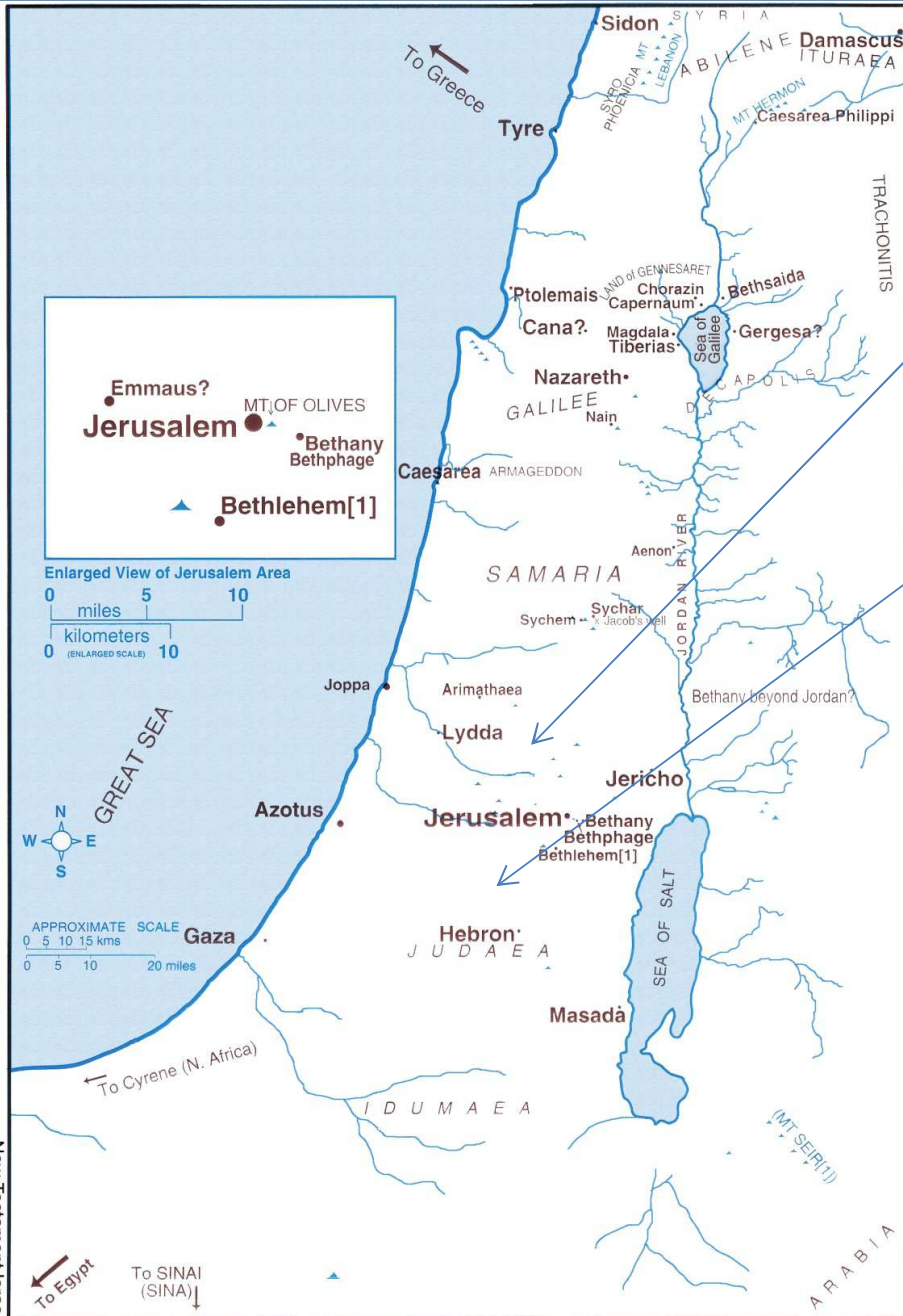 Sidon
SYRIA
MT LEBANON
ABILENE
Damascus
ITURAEA
To Greece
SYRO
PHOENICIA
MT HERMON
Caesarea Philippi
Tyre
TRACHONITIS
LAND of GENNESARET
Ptolemais
Chorazin
Bethsaida
Capernaum
Cana?
Magdala
Tiberias
Sea of
Galilee
Gergesa?
Nazareth
DECAPOLIS
GALILEE
Nain
Emmaus?
MT↓OF OLIVES
Jerusalem
Bethany
Bethphage
Bethlehem[1]
Enlarged View of Jerusalem Area
0 5 10
miles
kilometers
0 (ENLARGED SCALE) 10
Caesarea
ARMAGEDDON
Aenon
JORDAN RIVER
SAMARIA
Sychar
Sychem
x Jacob's well
Joppa
Arimathaea
Bethany beyond Jordan?
Lydda
GREAT SEA
Jericho
Azotus
Jerusalem
Bethany
Bethphage
Bethlehem[1]
N
W E
S
APPROXIMATE SCALE
0 5 10 15 kms
0 5 10 20 miles
Gaza
Hebron
JUDAEA
SEA OF SALT
Masada
To Cyrene (N. Africa)
IDUMAEA
(MT SEIR[1])
ARABIA
To Egypt
To SINAI
(SINA)